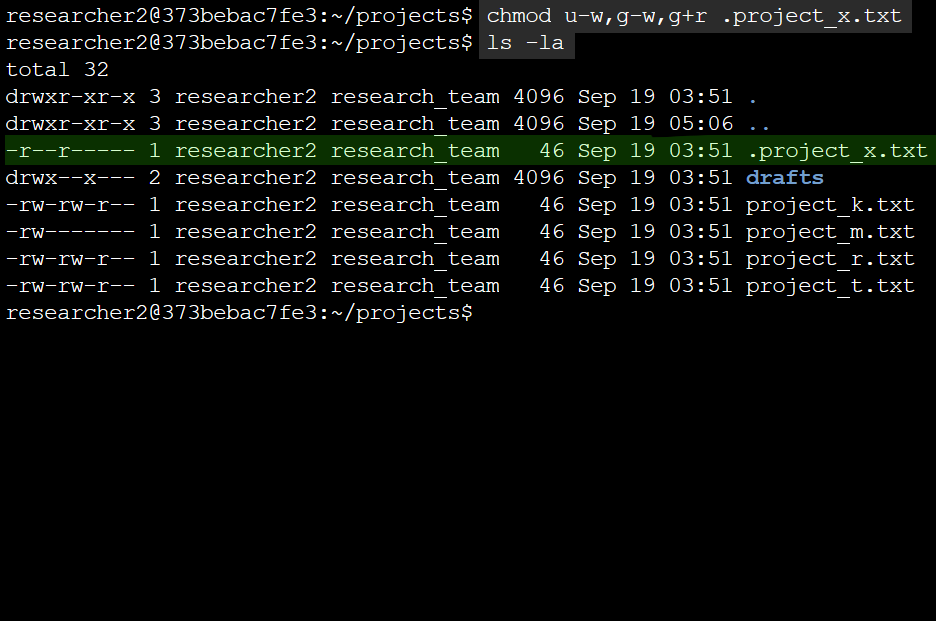 researcher2@373bebac7fe3:~/projects$ chmod u-w,g-w,g+r .project_x.txt
researcher2@373bebac7fe3:~/projects$ ls -la
total 32
drwxr-xr-x 3 researcher2 research_team 4096 Sep 19 03:51 .
drwxr-xr-x 3 researcher2 research_team 4096 Sep 19 05:06 ..
-r--r----- 1 researcher2 research_team   46 Sep 19 03:51 .project_x.txt
drwx--x--- 2 researcher2 research_team 4096 Sep 19 03:51 drafts
-rw-rw-r-- 1 researcher2 research_team   46 Sep 19 03:51 project_k.txt
-rw------- 1 researcher2 research_team   46 Sep 19 03:51 project_m.txt
-rw-rw-r-- 1 researcher2 research_team   46 Sep 19 03:51 project_r.txt
-rw-rw-r-- 1 researcher2 research_team   46 Sep 19 03:51 project_t.txt
researcher2@373bebac7fe3:~/projects$